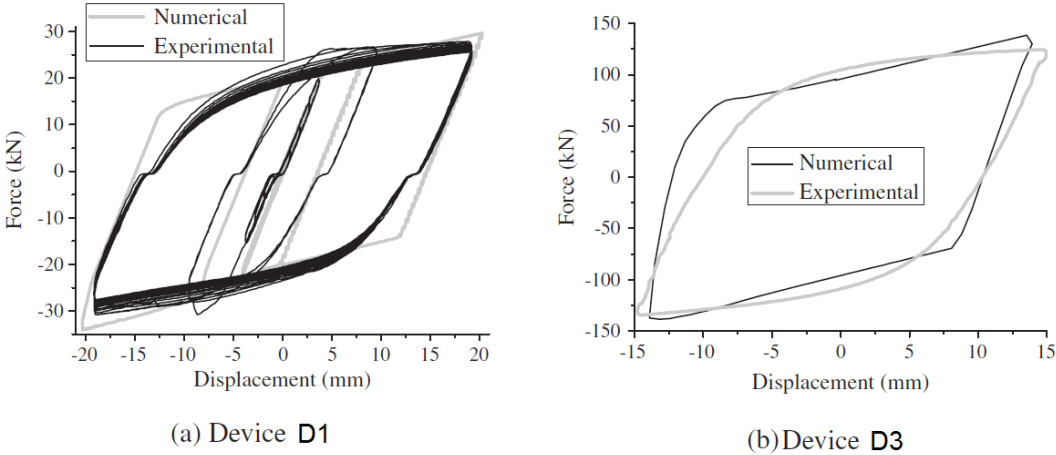 Numerical
Experimental
30
20
10
0
-10
-20
-30
Force (kN)
-20 -15 -10 -5 0 5 10 15 20
Displacement (mm)
(a) Device D1
150
100
50
0
-50
-100
-150
Force (kN)
Numerical
Experimental
-15 -10 -5 0 5 10 15
Displacement (mm)
(b)Device D3